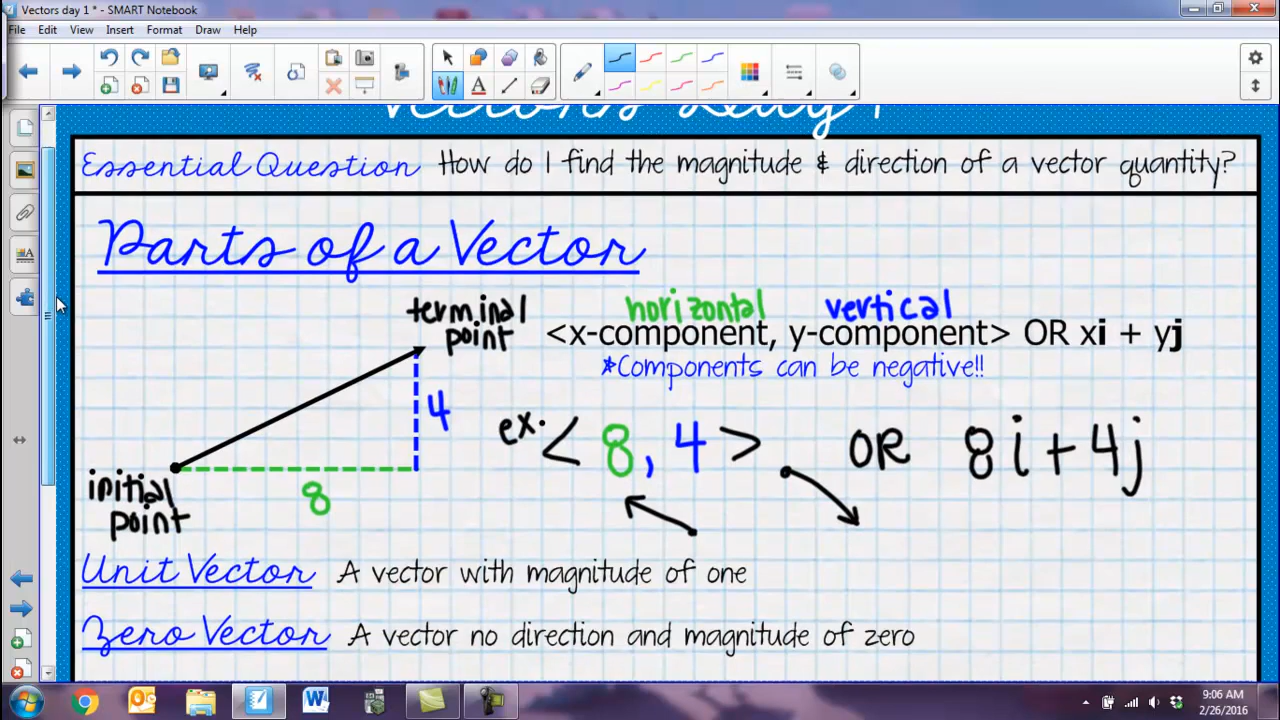 Vectors day 1 * - SMART Notebook
File Edit View Insert Format Draw Help
Vectors Day 1
Essential Question How do I find the magnitude & direction of a vector quantity?
Parts of a Vector
terminal
point
horizontal vertical
<x-component, y-component> OR xi + yj
*Components can be negative!!
4
ex. < 8, 4 > OR 8i + 4j
initial
point
8
Unit Vector A vector with magnitude of one
Zero Vector A vector no direction and magnitude of zero
9:06 AM
2/26/2016